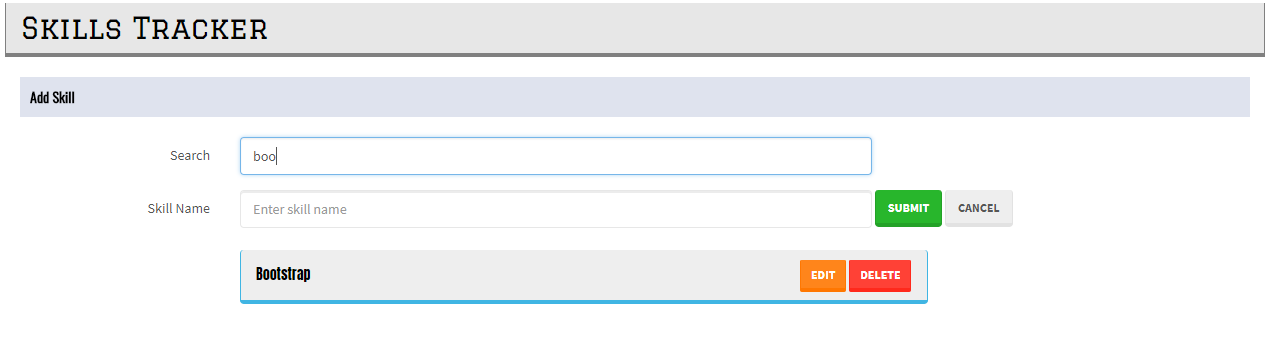 Skills Tracker
Add Skill
Search boo
Skill Name Enter skill name SUBMIT CANCEL
Bootstrap EDIT DELETE